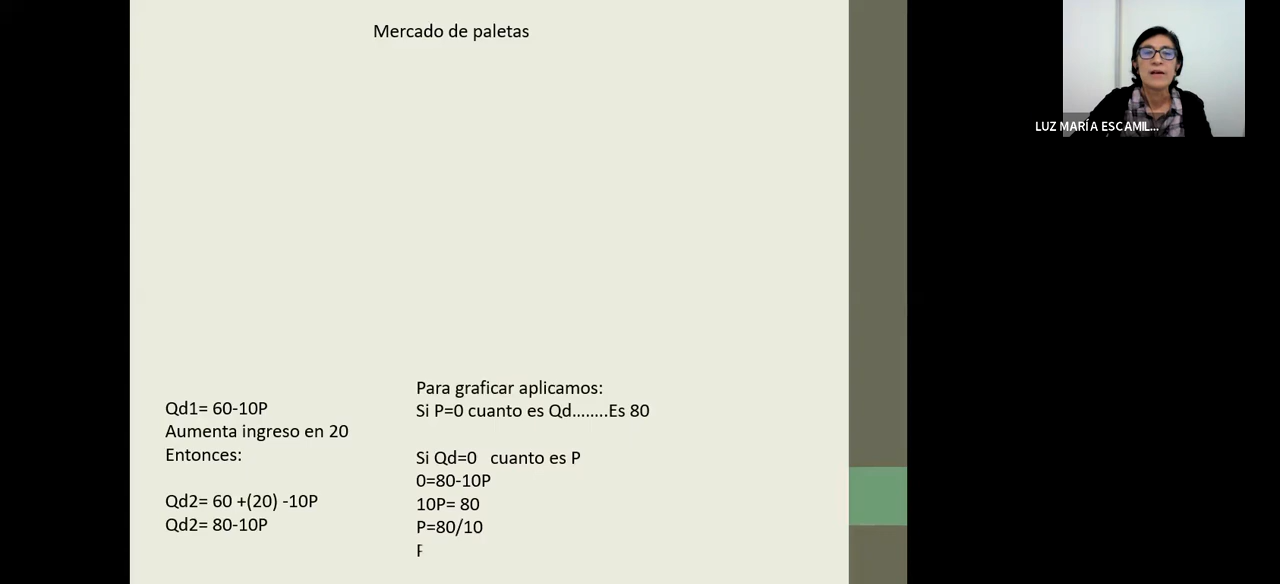 Mercado de paletas
LUZ MARÍA ESCAMIL...
Qd1= 60-10P
Aumenta ingreso en 20
Entonces:
Qd2= 60 +(20) -10P
Qd2= 80-10P
Para graficar aplicamos:
Si P=0 cuanto es Qd........Es 80
Si Qd=0   cuanto es P
0=80-10P
10P= 80
P=80/10